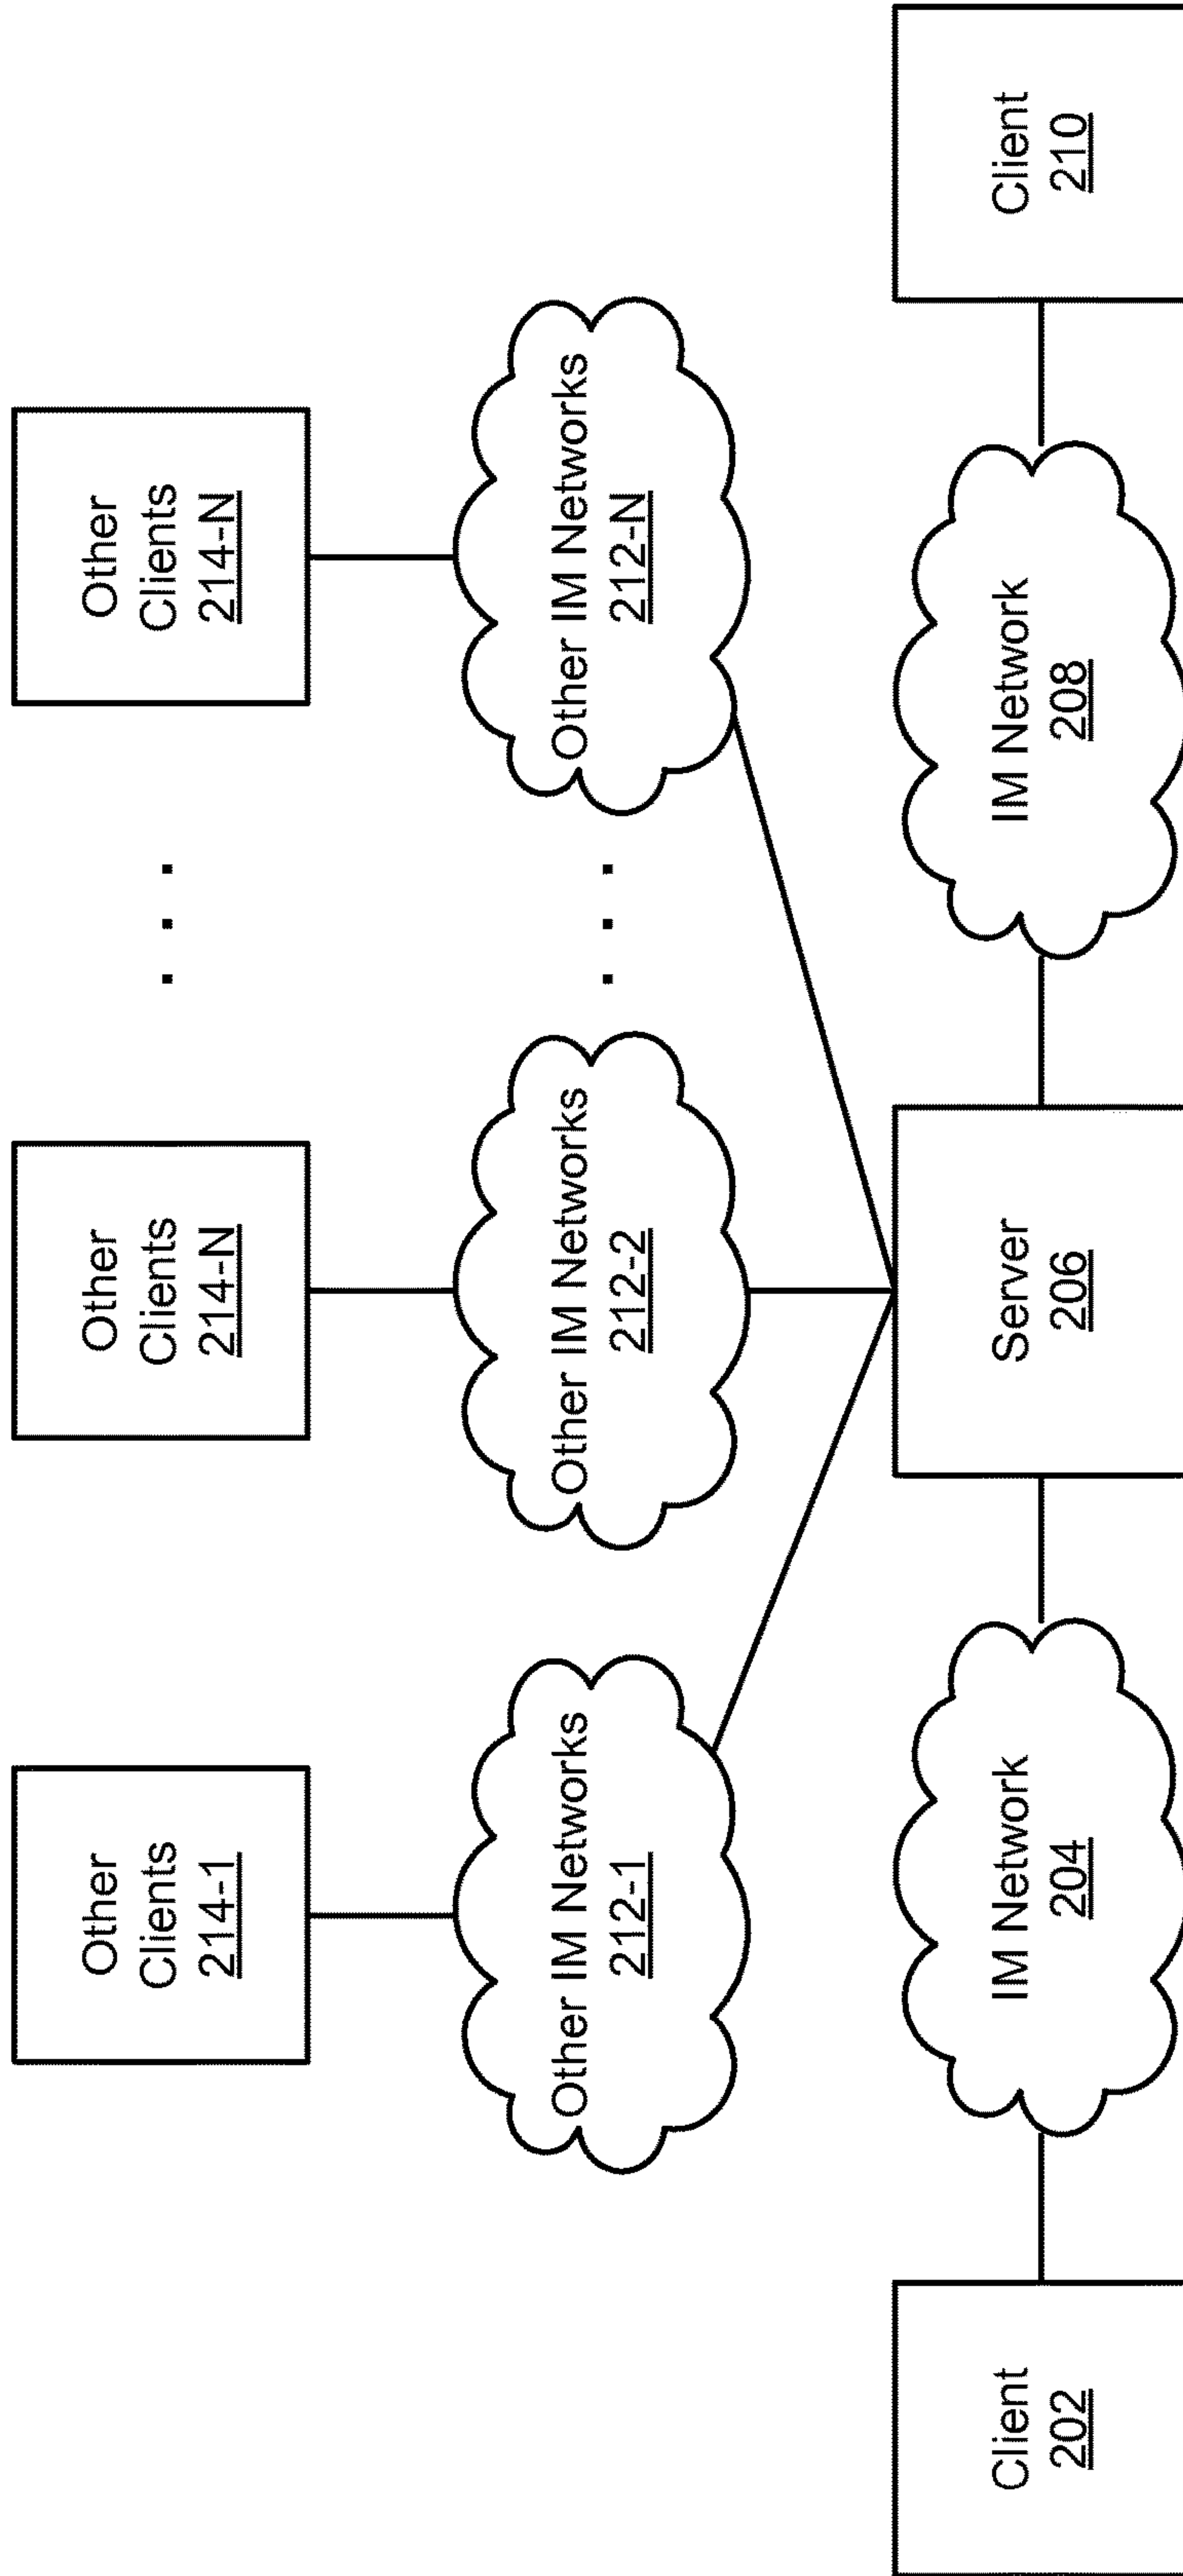 Other
Clients
214-1
Other
Clients
214-N
Other
Clients
214-N
. . .
Other IM Networks
212-1
Other IM Networks
212-2
Other IM Networks
212-N
. . .
Client
202
IM Network
204
Server
206
IM Network
208
Client
210